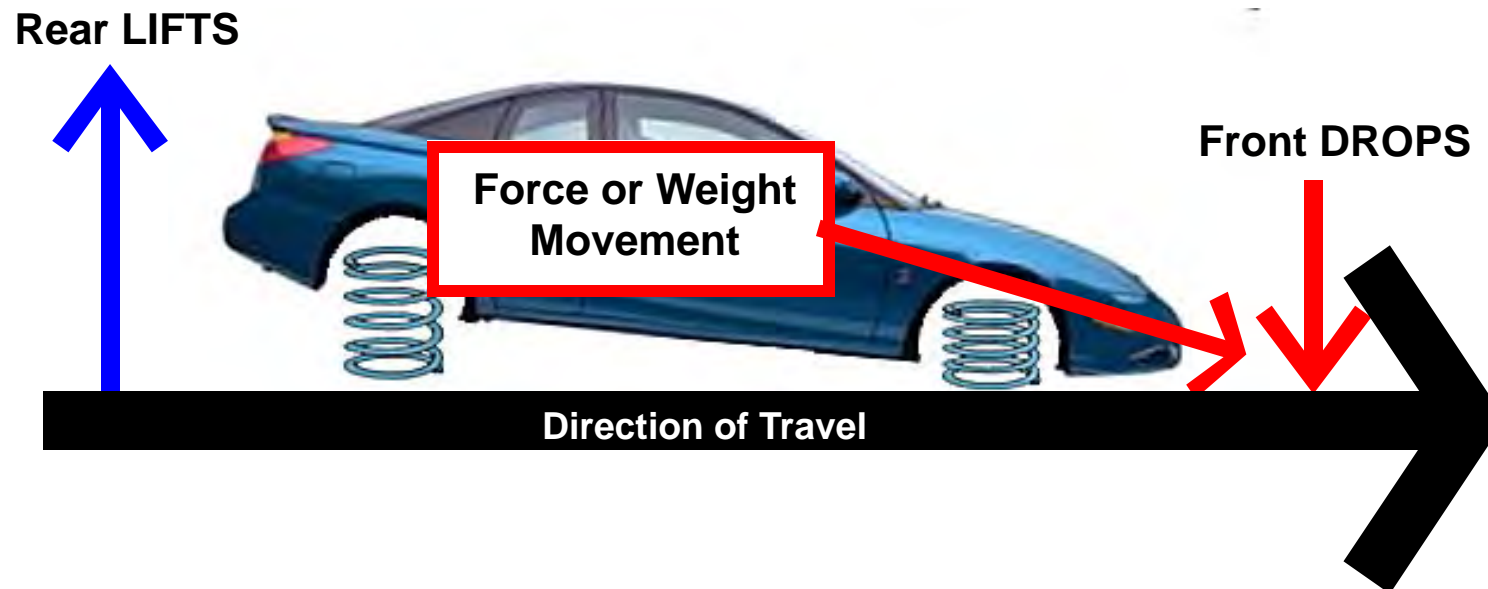 Rear LIFTS
Front DROPS
Force or Weight
Movement
Direction of Travel